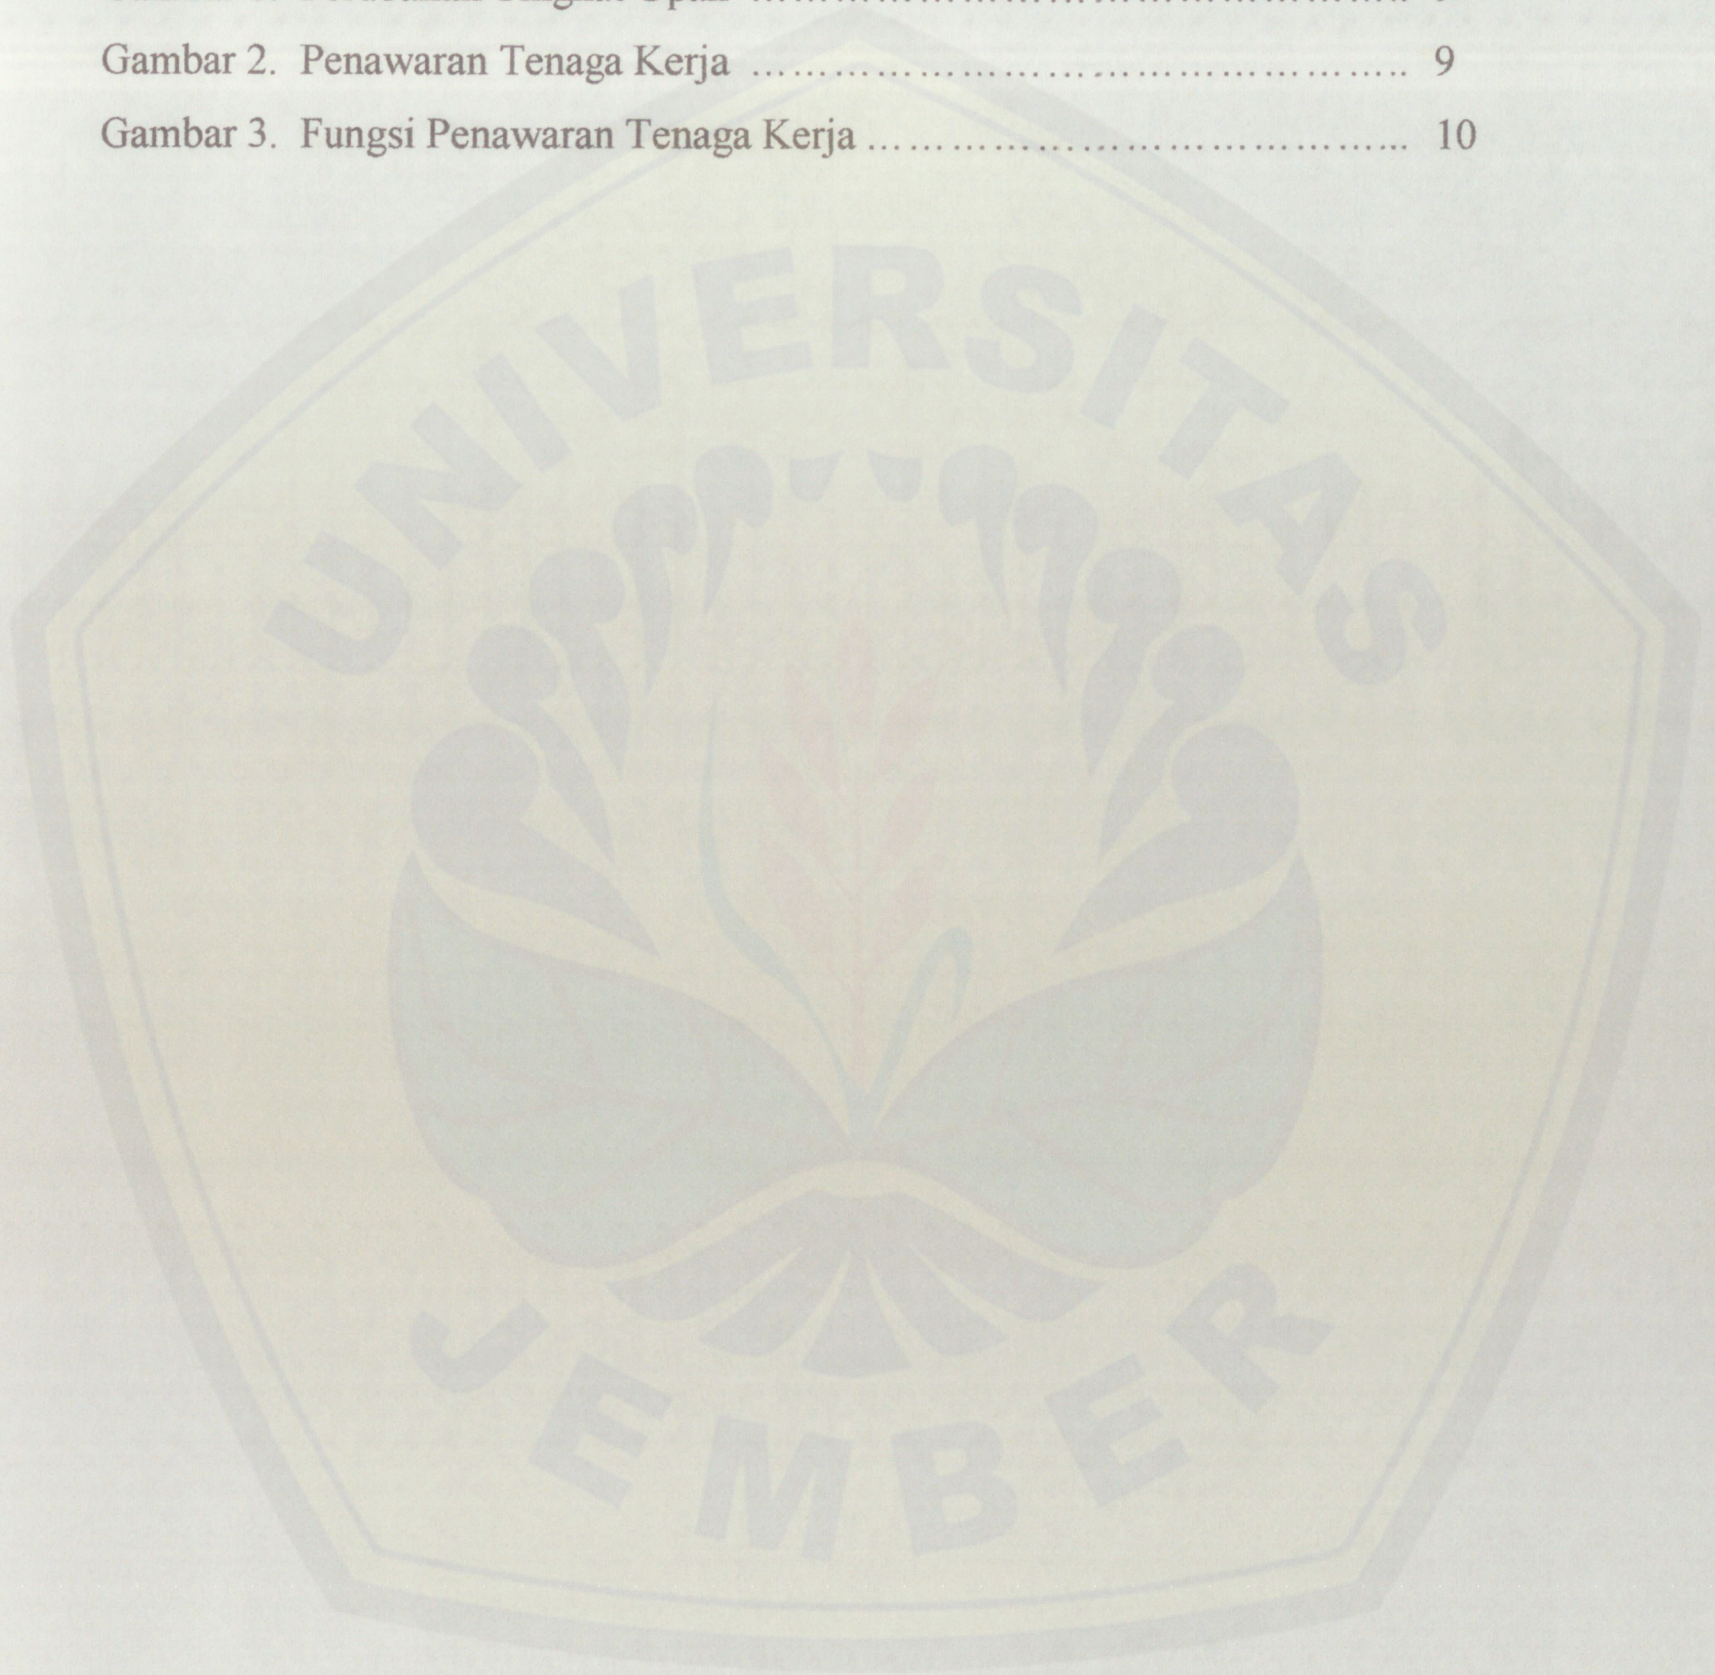 Gambar 2. Penawaran Tenaga Kerja ........................................................ 9
Gambar 3. Fungsi Penawaran Tenaga Kerja ............................................. 10
UNIVERSITAS
JEMBER